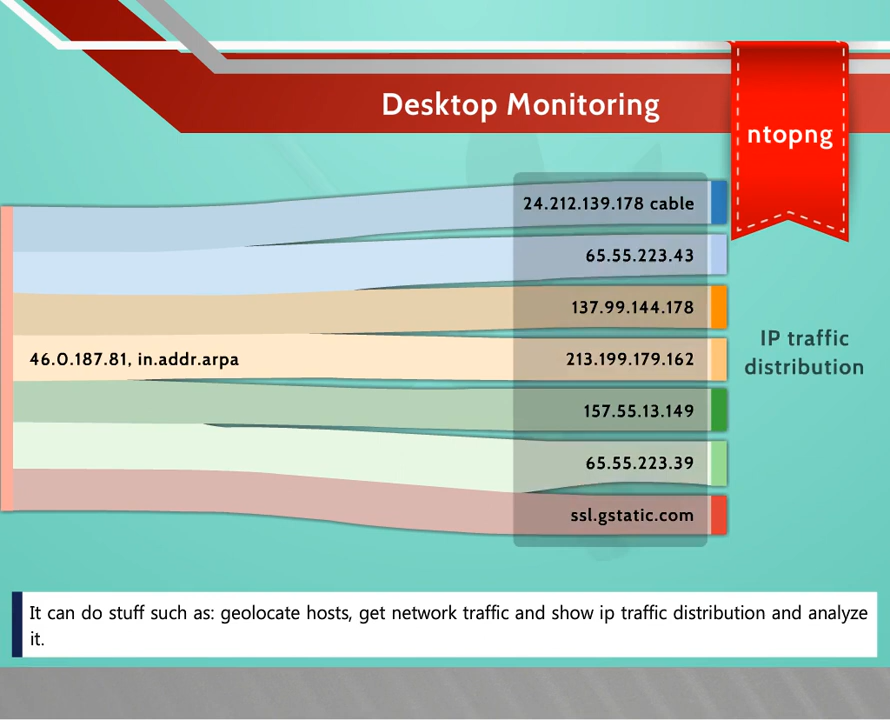 Desktop Monitoring
ntopng
24.212.139.178 cable
65.55.223.43
137.99.144.178
46.0.187.81, in.addr.arpa
213.199.179.162
157.55.13.149
65.55.223.39
ssl.gstatic.com
IP traffic
distribution
It can do stuff such as: geolocate hosts, get network traffic and show ip traffic distribution and analyze
it.